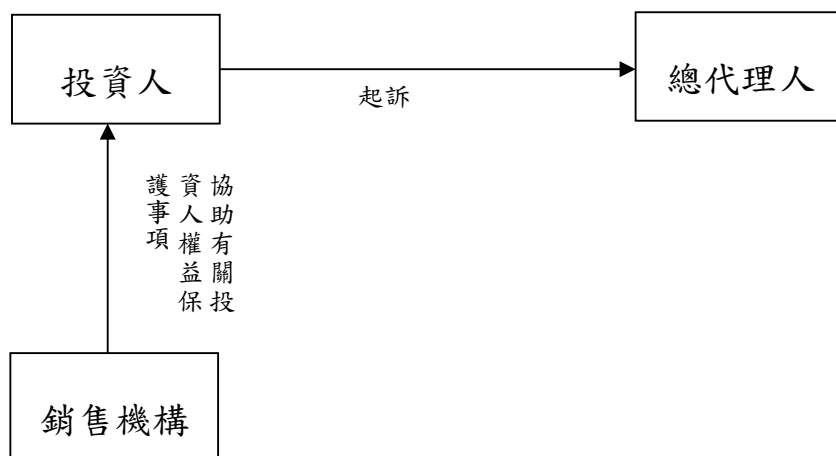 投資人
總代理人
起訴
協助有關投
資人權益保
護事項
銷售機構